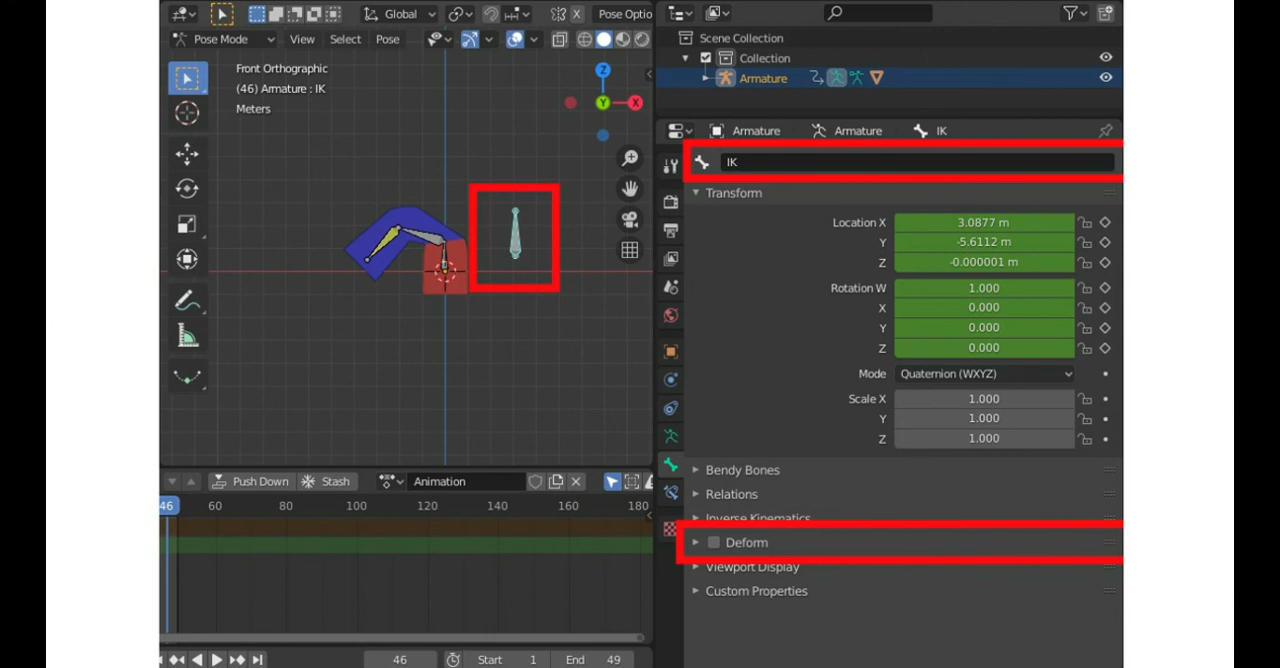 Global
Pose Optio
Pose Mode View Select Pose
Front Orthographic
(46) Armature : IK
Meters
Z
Y
X
Scene Collection
Collection
Armature
Armature Armature IK
IK
Transform
Location X 3.0877 m
Y -5.6112 m
Z -0.000001 m
Rotation W 1.000
X 0.000
Y 0.000
Z 0.000
Mode Quaternion (WXYZ)
Scale X 1.000
Y 1.000
Z 1.000
Bendy Bones
Relations
Inverse Kinematics
Deform
Viewport Display
Custom Properties
Push Down Stash Animation
46 60 80 100 120 140 160 180
46 Start 1 End 49